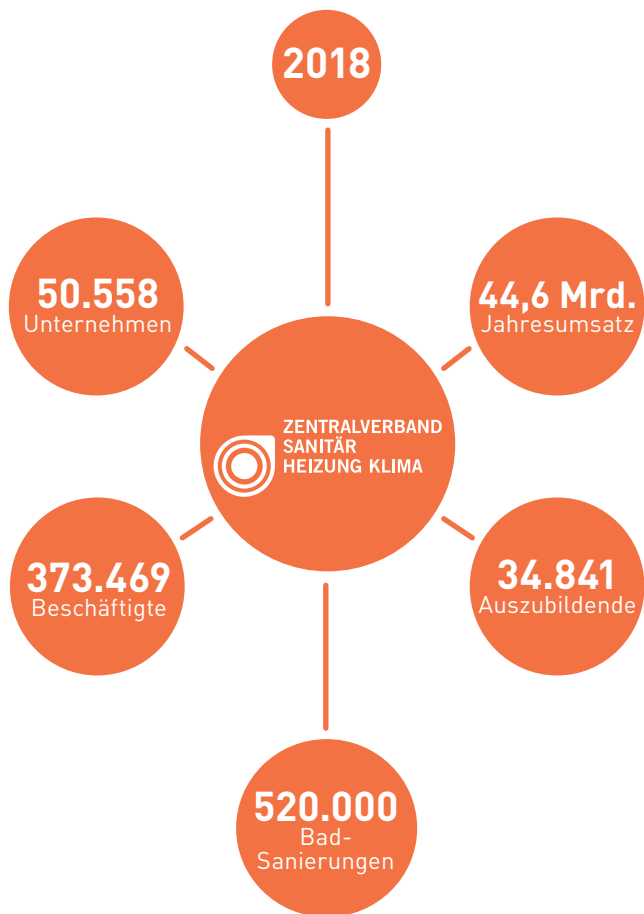 2018
50.558
Unternehmen
44,6 Mrd.
Jahresumsatz
ZENTRALVERBAND
SANITÄR
HEIZUNG KLIMA
373.469
Beschäftigte
34.841
Auszubildende
520.000
Bad-
Sanierungen